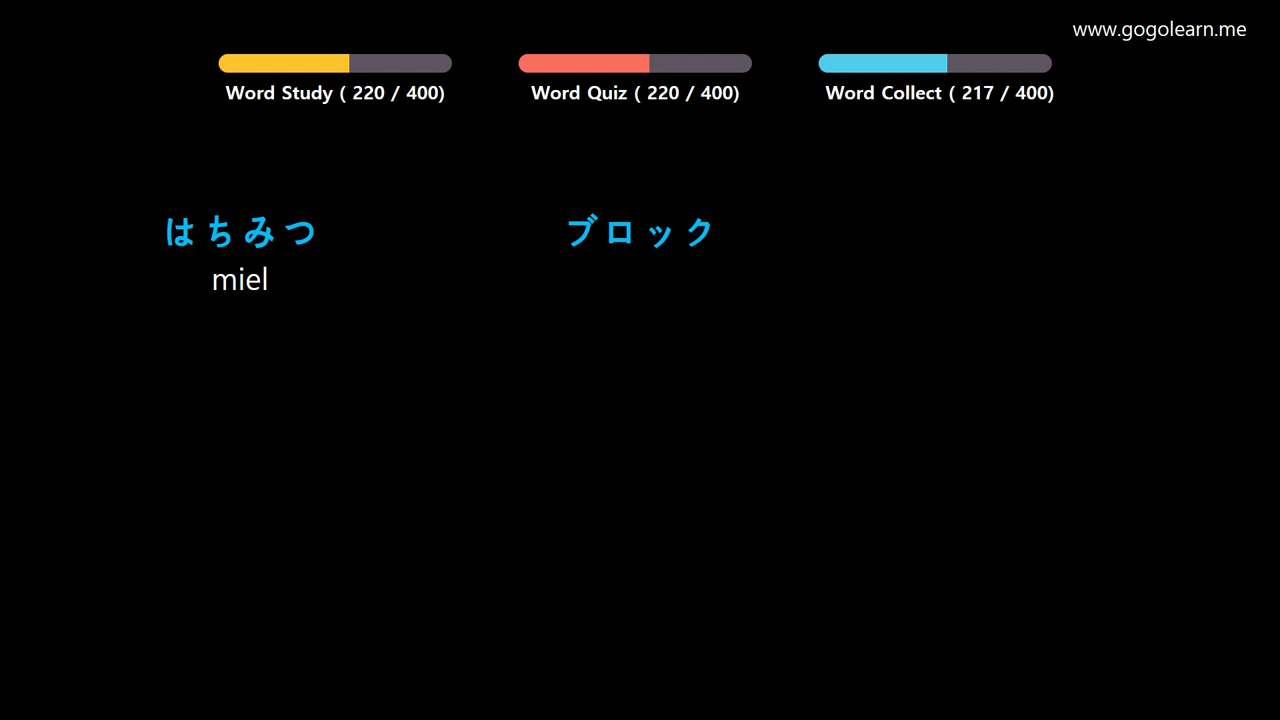 www.gogolearn.me
Word Study ( 220 / 400)
Word Quiz ( 220 / 400)
Word Collect ( 217 / 400)
はちみつ
miel
ブロック